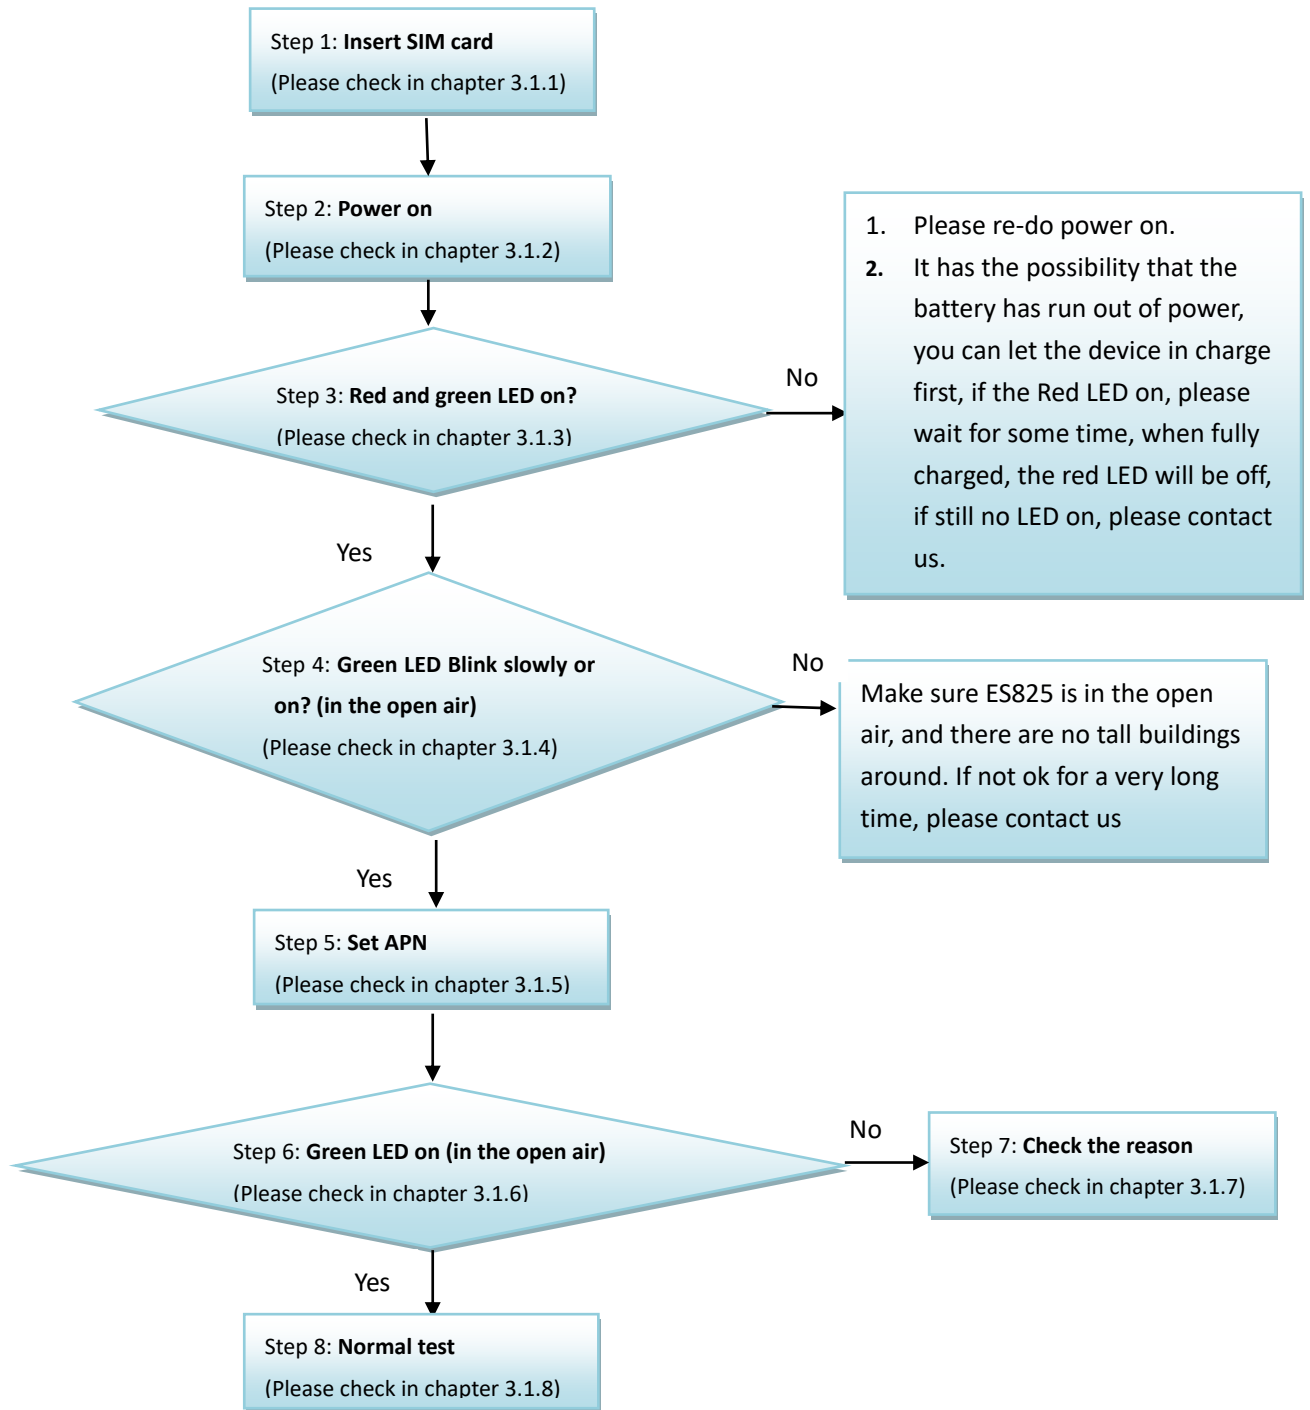 Step 1: Insert SIM card
(Please check in chapter 3.1.1)
Step 2: Power on
(Please check in chapter 3.1.2)
Step 3: Red and green LED on?
(Please check in chapter 3.1.3)
No
1. Please re-do power on.
2. It has the possibility that the
battery has run out of power,
you can let the device in charge
first, if the Red LED on, please
wait for some time, when fully
charged, the red LED will be off,
if still no LED on, please contact
us.
Yes
Step 4: Green LED Blink slowly or
on? (in the open air)
(Please check in chapter 3.1.4)
No
Make sure ES825 is in the open
air, and there are no tall buildings
around. If not ok for a very long
time, please contact us
Yes
Step 5: Set APN
(Please check in chapter 3.1.5)
Step 6: Green LED on (in the open air)
(Please check in chapter 3.1.6)
No
Step 7: Check the reason
(Please check in chapter 3.1.7)
Yes
Step 8: Normal test
(Please check in chapter 3.1.8)